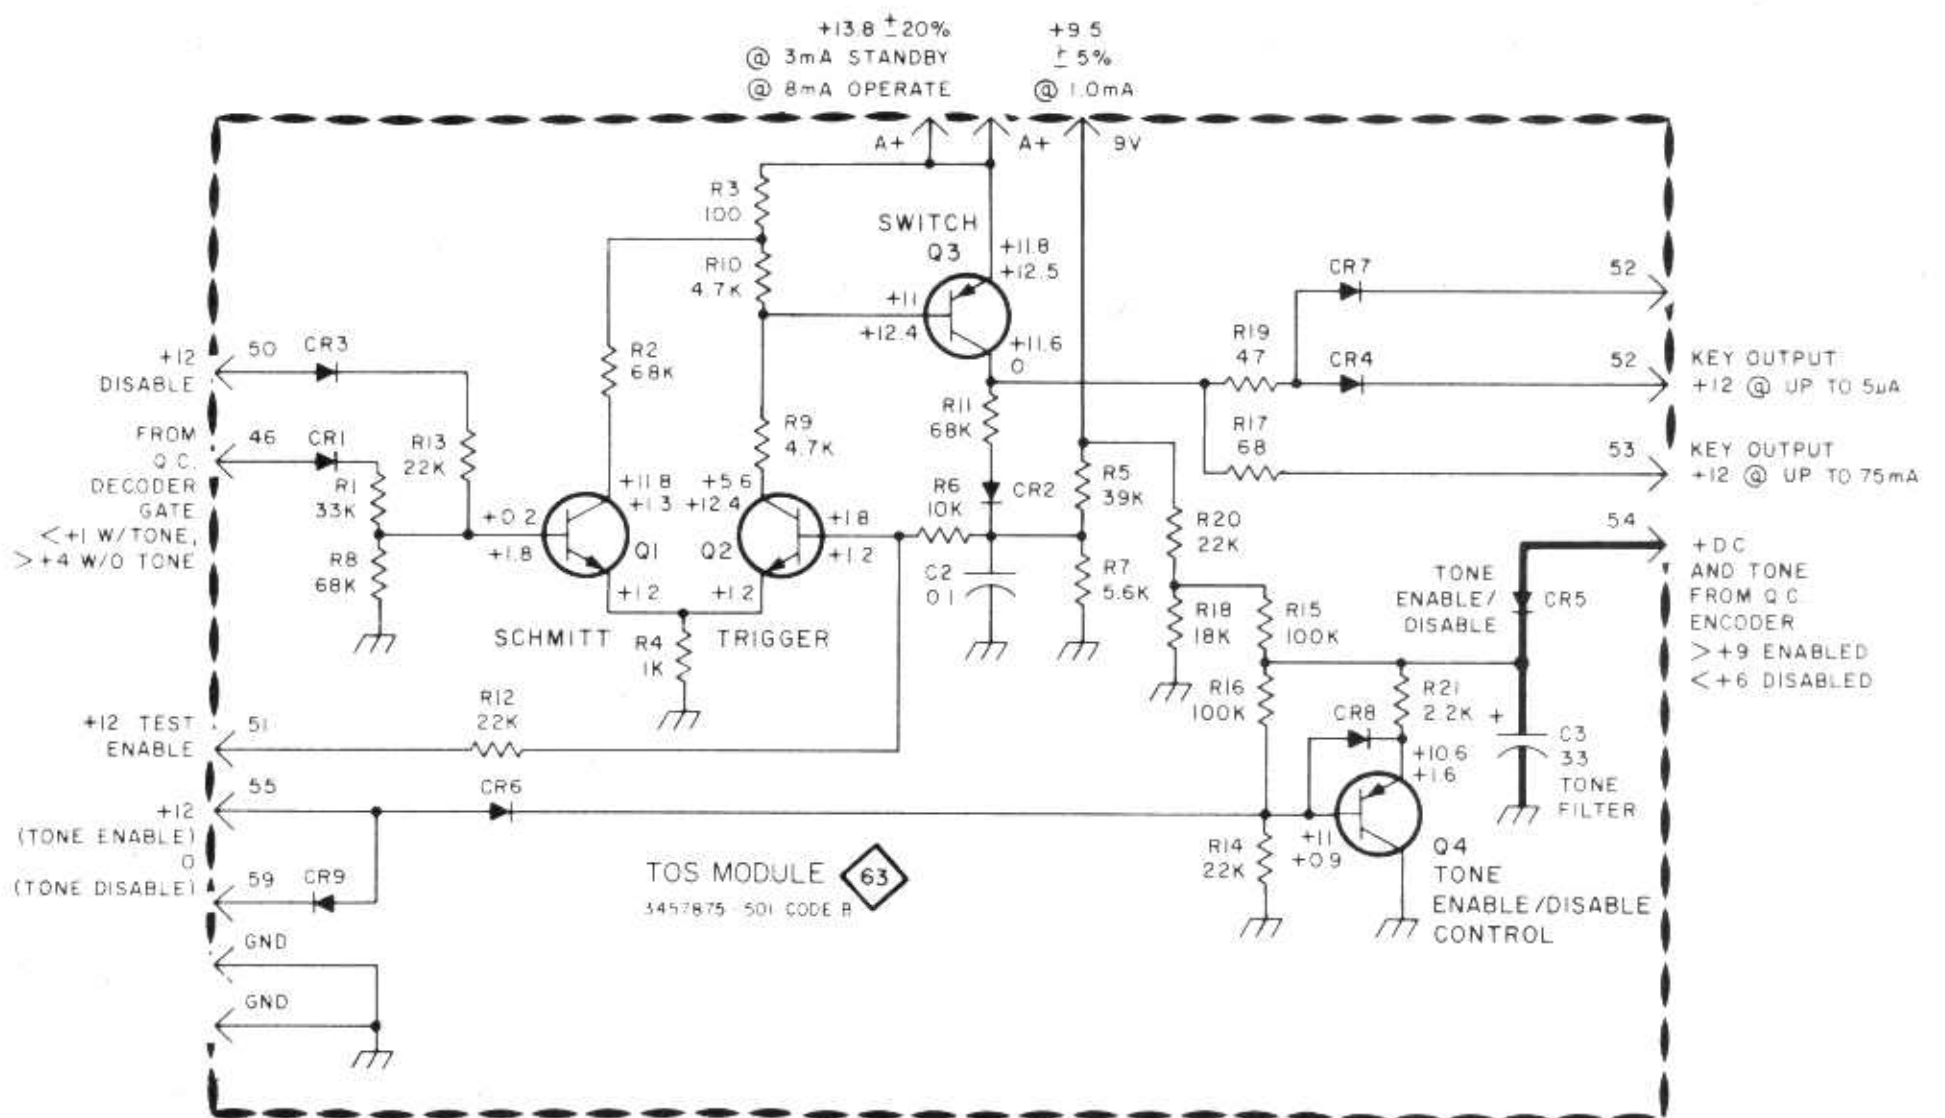 +13.8 ± 20%
@ 3mA STANDBY
@ 8mA OPERATE
+9.5
± 5%
@ 1.0mA
A+
A+
9V
R3
100
SWITCH
Q3
+11.8
+12.5
R10
4.7K
+11
+12.4
+11.6
0
CR7
52
R19
47
CR4
52
KEY OUTPUT
+12 @ UP TO 5µA
+12
DISABLE
50
CR3
R2
68K
R11
68K
R17
68
53
KEY OUTPUT
+12 @ UP TO 75mA
FROM
Q.C.
DECODER
GATE
<+1 W/TONE,
>+4 W/O TONE
46
CR1
R13
22K
R1
33K
R9
4.7K
R6
10K
CR2
R5
39K
R20
22K
54
+DC
AND TONE
FROM Q.C.
ENCODER
>+9 ENABLED
<+6 DISABLED
+0.2
+1.8
+11.8
+1.3
+5.6
+12.4
+1.8
+1.2
Q1
Q2
R8
68K
+1.2
+1.2
C2
0.1
R7
5.6K
R18
18K
R15
100K
TONE
ENABLE/
DISABLE
CR5
SCHMITT
TRIGGER
R4
1K
R16
100K
R21
2.2K
+
CR8
C3
33
TONE
FILTER
+10.6
+1.6
+12 TEST
ENABLE
51
R12
22K
55
CR6
+12
(TONE ENABLE)
0
(TONE DISABLE)
59
CR9
+11
+0.9
R14
22K
Q4
TONE
ENABLE/DISABLE
CONTROL
TOS MODULE
63
3457875-501 CODE B
GND
GND